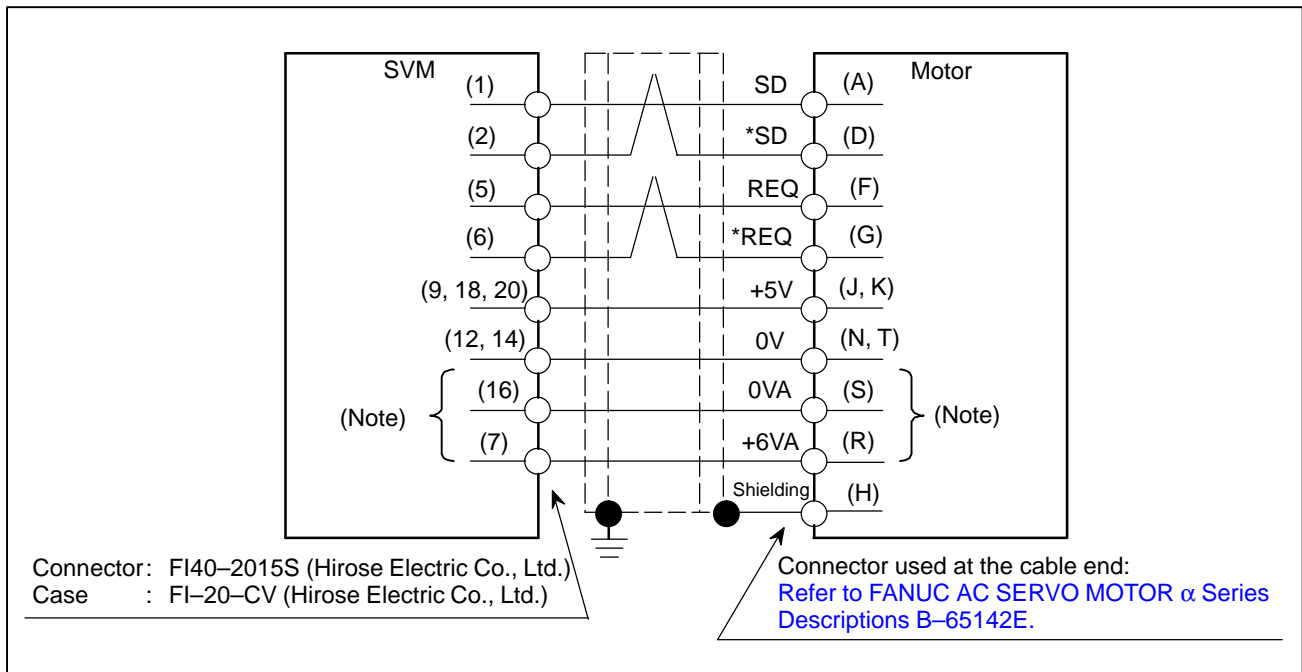 SVM
Motor
(1) SD (A)
(2) *SD (D)
(5) REQ (F)
(6) *REQ (G)
(9, 18, 20) +5V (J, K)
(12, 14) 0V (N, T)
(16) 0VA (S)
(Note) (Note)
(7) +6VA (R)
Shielding (H)
Connector: FI40–2015S (Hirose Electric Co., Ltd.)
Case : FI–20–CV (Hirose Electric Co., Ltd.)
Connector used at the cable end:
Refer to FANUC AC SERVO MOTOR α Series
Descriptions B–65142E.